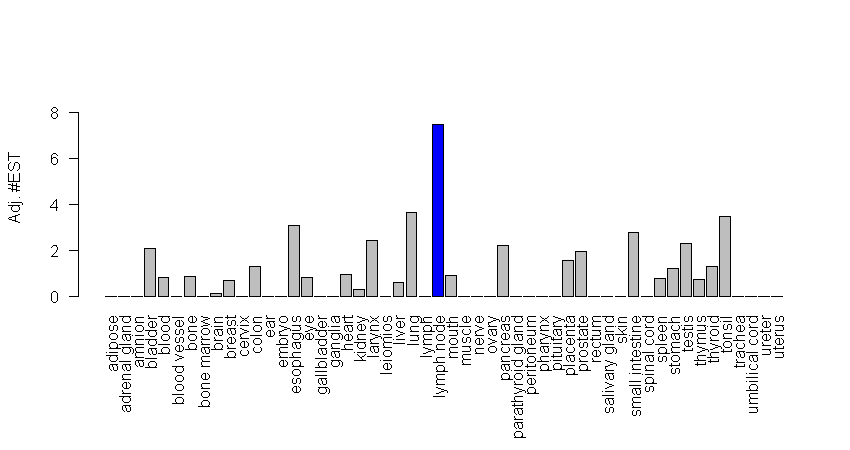 Adj. #EST
8
6
4
2
0
adipose
adrenal gland
amnion
bladder
blood
blood vessel
bone
bone marrow
brain
breast
cervix
colon
ear
embryo
esophagus
eye
gallbladder
ganglia
heart
kidney
larynx
leiomios
liver
lung
lymph
lymph node
mouth
muscle
nerve
ovary
pancreas
parathyroid gland
peritoneum
pharynx
pituitary
placenta
prostate
rectum
salivary gland
skin
small intestine
spinal cord
spleen
stomach
testis
thymus
thyroid
tonsil
trachea
umbilical cord
ureter
uterus